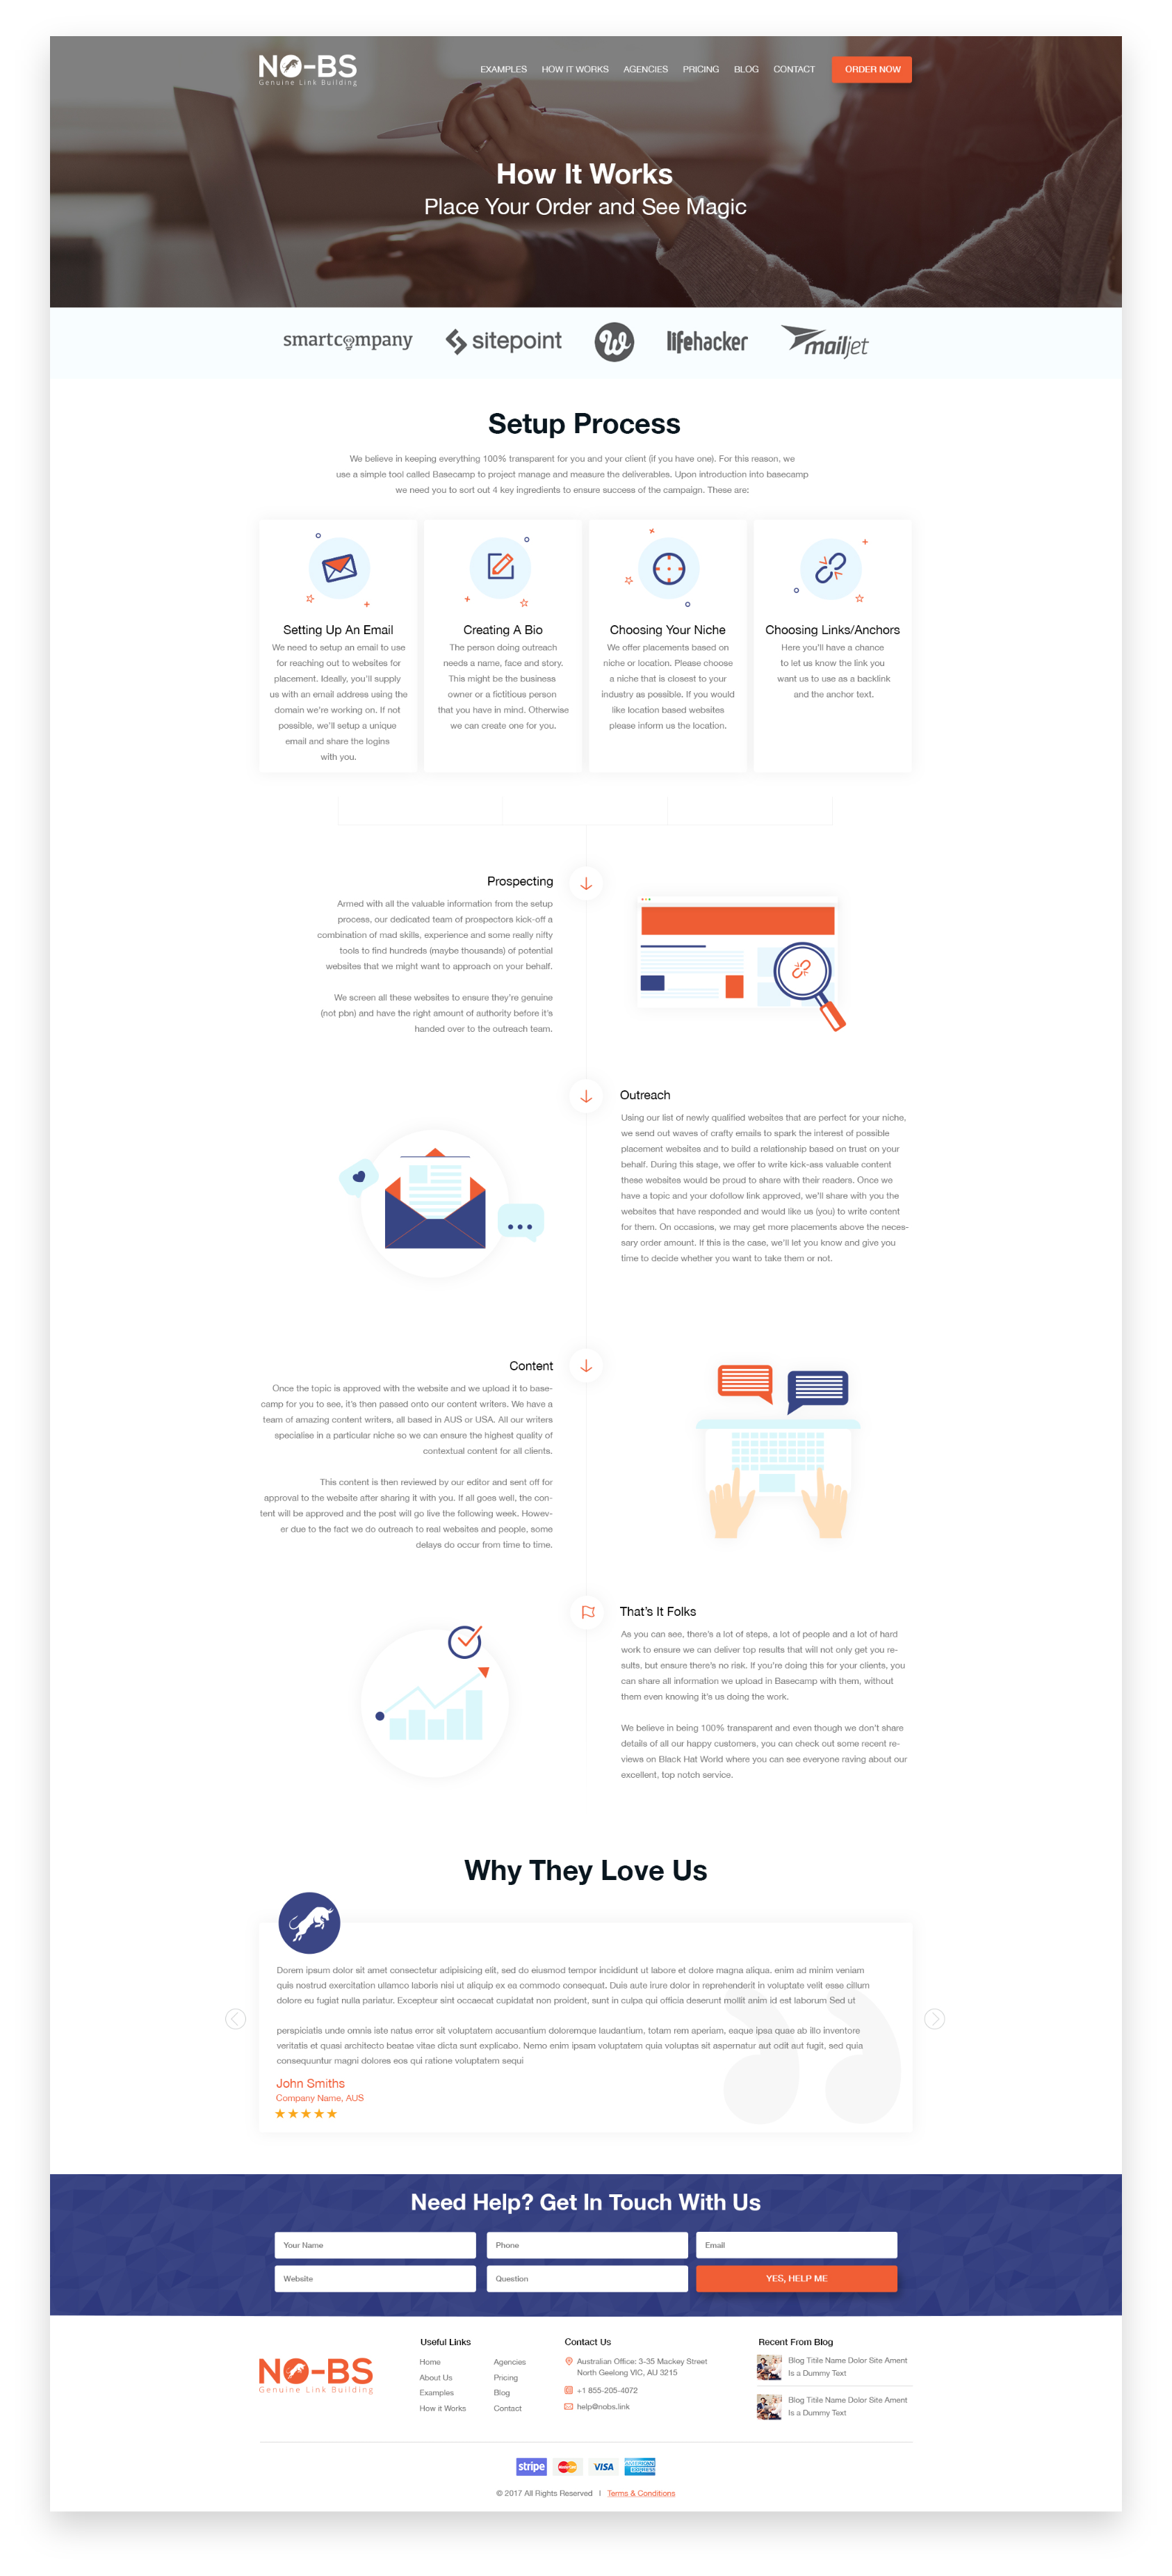 NO-BS
Genuine Link Building
EXAMPLES HOW IT WORKS AGENCIES PRICING BLOG CONTACT ORDER NOW
How It Works
Place Your Order and See Magic
smartcompany sitepoint W lifehacker mailjet
Setup Process
We believe in keeping everything 100% transparent for you and your client (if you have one). For this reason, we
use a simple tool called Basecamp to project manage and measure the deliverables. Upon introduction into basecamp
we need you to sort out 4 key ingredients to ensure success of the campaign. These are:
Setting Up An Email
We need to setup an email to use
for reaching out to websites for
placement. Ideally, you'll supply
us with an email address using the
domain we're working on. If not
possible, we'll setup a unique
email and share the logins
with you.
Creating A Bio
The person doing outreach
needs a name, face and story.
This might be the business
owner or a fictitious person
that you have in mind. Otherwise
we can create one for you.
Choosing Your Niche
We offer placements based on
niche or location. Please choose
a niche that is closest to your
industry as possible. If you would
like location based websites
please inform us the location.
Choosing Links/Anchors
Here you'll have a chance
to let us know the link you
want us to use as a backlink
and the anchor text.
Prospecting
Armed with all the valuable information from the setup
process, our dedicated team of prospectors kick-off a
combination of mad skills, experience and some really nifty
tools to find hundreds (maybe thousands) of potential
websites that we might want to approach on your behalf.
We screen all these websites to ensure they're genuine
(not pbn) and have the right amount of authority before it's
handed over to the outreach team.
Outreach
Using our list of newly qualified websites that are perfect for your niche,
we send out waves of crafty emails to spark the interest of possible
placement websites and to build a relationship based on trust on your
behalf. During this stage, we offer to write kick-ass valuable content
these websites would be proud to share with their readers. Once we
have a topic and your dofollow link approved, we'll share with you the
websites that have responded and would like us (you) to write content
for them. On occasions, we may get more placements above the neces-
sary order amount. If this is the case, we'll let you know and give you
time to decide whether you want to take them or not.
Content
Once the topic is approved with the website and we upload it to base-
camp for you to see, it's then passed onto our content writers. We have a
team of amazing content writers, all based in AUS or USA. All our writers
specialise in a particular niche so we can ensure the highest quality of
contextual content for all clients.
This content is then reviewed by our editor and sent off for
approval to the website after sharing it with you. If all goes well, the con-
tent will be approved and the post will go live the following week. Howev-
er due to the fact we do outreach to real websites and people, some
delays do occur from time to time.
That's It Folks
As you can see, there's a lot of steps, a lot of people and a lot of hard
work to ensure we can deliver top results that will not only get you re-
sults, but ensure there's no risk. If you're doing this for your clients, you
can share all information we upload in Basecamp with them, without
them even knowing it's us doing the work.
We believe in being 100% transparent and even though we don't share
details of all our happy customers, you can check out some recent re-
views on Black Hat World where you can see everyone raving about our
excellent, top notch service.
Why They Love Us
Dorem ipsum dolor sit amet consectetur adipisicing elit, sed do eiusmod tempor incididunt ut labore et dolore magna aliqua. enim ad minim veniam
quis nostrud exercitation ullamco laboris nisi ut aliquip ex ea commodo consequat. Duis aute irure dolor in reprehenderit in voluptate velit esse cillum
dolore eu fugiat nulla pariatur. Excepteur sint occaecat cupidatat non proident, sunt in culpa qui officia deserunt mollit anim id est laborum Sed ut
perspiciatis unde omnis iste natus error sit voluptatem accusantium doloremque laudantium, totam rem aperiam, eaque ipsa quae ab illo inventore
veritatis et quasi architecto beatae vitae dicta sunt explicabo. Nemo enim ipsam voluptatem quia voluptas sit aspernatur aut odit aut fugit, sed quia
consequuntur magni dolores eos qui ratione voluptatem sequi
John Smiths
Company Name, AUS
Need Help? Get In Touch With Us
Your Name Phone Email
Website Question YES, HELP ME
NO-BS
Genuine Link Building
Useful Links
Home Agencies
About Us Pricing
Examples Blog
How it Works Contact
Contact Us
Australian Office: 3-35 Mackey Street
North Geelong VIC, AU 3215
+1 855-205-4072
help@nobs.link
Recent From Blog
Blog Titile Name Dolor Site Ament
Is a Dummy Text
Blog Titile Name Dolor Site Ament
Is a Dummy Text
stripe MasterCard VISA AMERICAN EXPRESS
© 2017 All Rights Reserved | Terms & Conditions